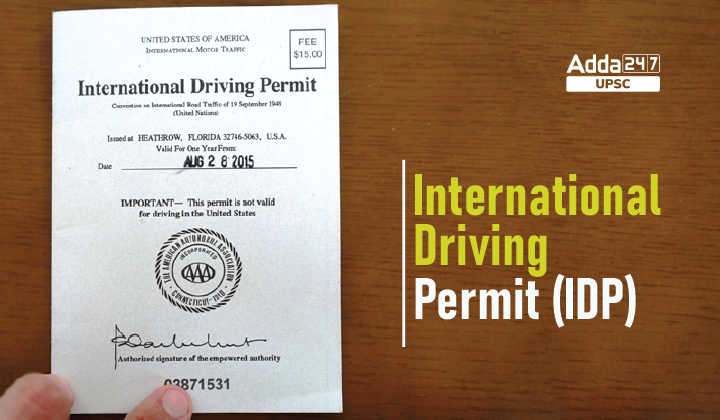 UNITED STATES OF AMERICA
INTERNATIONAL MOTOR TRAFFIC
FEE
$15.00
International Driving Permit
Convention on International Road Traffic of 19 September 1949
(United Nations)
Issued at HEATHROW, FLORIDA 32746-5063, U.S.A.
Valid For One Year From:
Date AUG 28 2015
IMPORTANT— This permit is not valid
for driving in the United States
THE AMERICAN AUTOMOBILE ASSOCIATION
INCORPORATED
AAA
CONNECTICUT-1910
Authorized signature of the empowered authority
03871531
Adda247
UPSC
International
Driving
Permit (IDP)